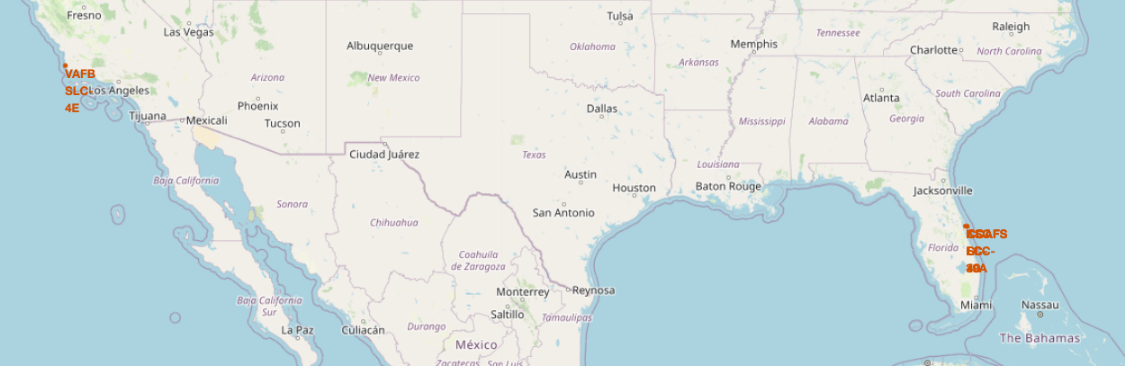 Fresno
Las Vegas
Tulsa
Raleigh
Albuquerque
Oklahoma
Memphis
Tennessee
Charlotte
North Carolina
VAFB
SLC-
4E
Los Angeles
Arizona
New Mexico
Arkansas
Atlanta
South Carolina
Phoenix
Dallas
Tijuana
Mexicali
Tucson
Mississippi
Alabama
Georgia
Ciudad Juárez
Texas
Louisiana
Austin
Houston
Baton Rouge
Jacksonville
Baja California
Sonora
San Antonio
Chihuahua
Florida
Coahuila
de Zaragoza
Monterrey
Reynosa
Baja California
Sur
Saltillo
Tamaulipas
Miami
Nassau
La Paz
Culiacán
Durango
México
The Bahamas
Zacatecas
San Luis